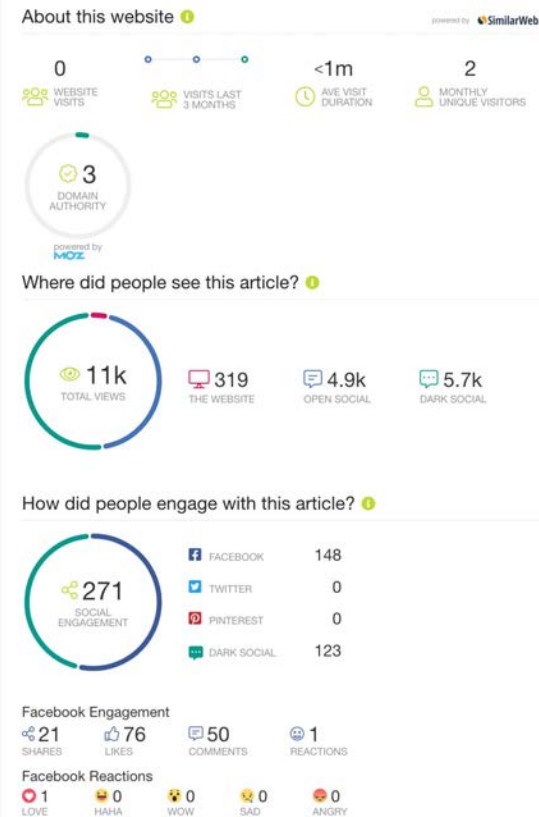 About this website
powered by SimilarWeb
0
WEBSITE
VISITS
VISITS LAST
3 MONTHS
<1m
AVE VISIT
DURATION
2
MONTHLY
UNIQUE VISITORS
3
DOMAIN
AUTHORITY
powered by
MOZ
Where did people see this article?
11k
TOTAL VIEWS
319
THE WEBSITE
4.9k
OPEN SOCIAL
5.7k
DARK SOCIAL
How did people engage with this article?
271
SOCIAL
ENGAGEMENT
FACEBOOK 148
TWITTER 0
PINTEREST 0
DARK SOCIAL 123
Facebook Engagement
21
SHARES
76
LIKES
50
COMMENTS
1
REACTIONS
Facebook Reactions
1
LOVE
0
HAHA
0
WOW
0
SAD
0
ANGRY